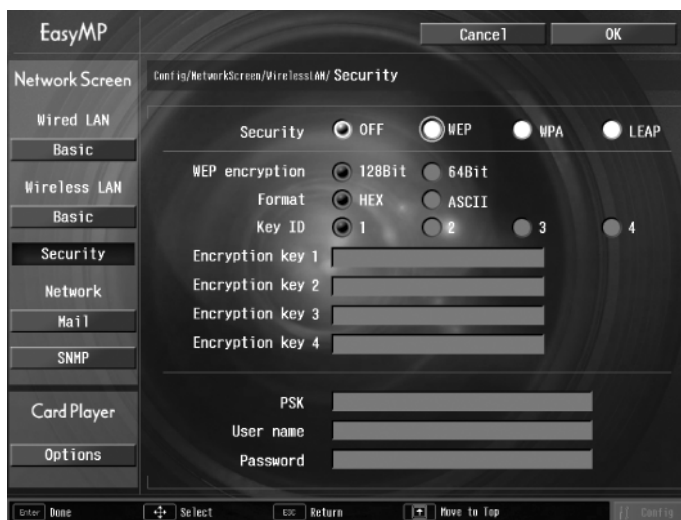 EasyMP
Cancel
OK
Network Screen
Config/NetworkScreen/WirelessLAN/ Security
Wired LAN
Basic
Wireless LAN
Basic
Security
Network
Mail
SNMP
Card Player
Options
Security OFF WEP WPA LEAP
WEP encryption 128Bit 64Bit
Format HEX ASCII
Key ID 1 2 3 4
Encryption key 1
Encryption key 2
Encryption key 3
Encryption key 4
PSK
User name
Password
Enter Done
Select
ESC Return
Move to Top
Config